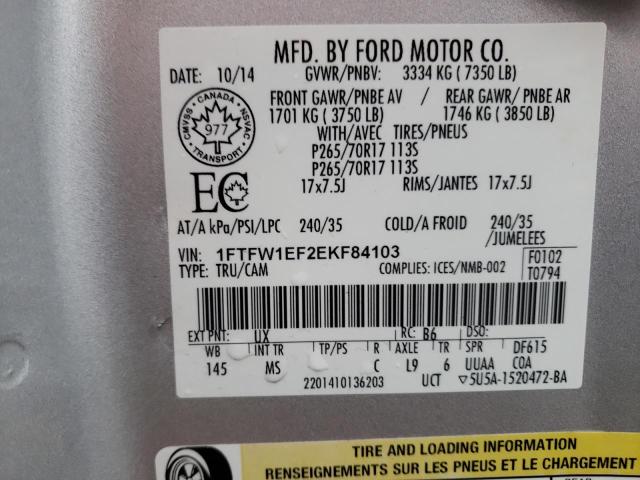 MFD. BY FORD MOTOR CO.
DATE: 10/14 GVWR/PNBV: 3334 KG ( 7350 LB)
FRONT GAWR/PNBE AV / REAR GAWR/ PNBE AR
1701 KG ( 3750 LB) 1746 KG ( 3850 LB)
WITH/AVEC TIRES/PNEUS
P265/70R17 113S
P265/70R17 113S
17x7.5J RIMS/JANTES 17x7.5J
CANADA
CMVSS NSVAC
977
TRANSPORT
EC
AT/A kPa/PSI/LPC 240/35 COLD/A FROID 240/35
/JUMELEES
VIN: 1FTFW1EF2EKF84103
TYPE: TRU/CAM COMPLIES: ICES/NMB-002
F0102
T0794
EXT PNT: UX RC: B6 DSO:
WB INT TR TP/PS R AXLE TR SPR DF615
145 MS C L9 6 UUAA COA
2201410136203 UCT ▽5U5A-1520472-BA
TIRE AND LOADING INFORMATION
RENSEIGNEMENTS SUR LES PNEUS ET LE CHARGEMENT